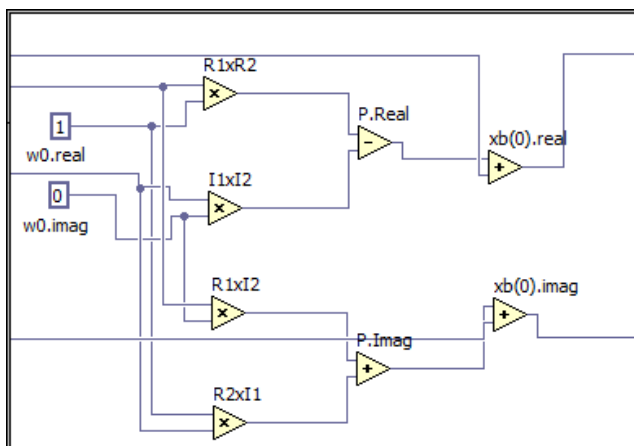 R1xR2
×
P.Real
−
1
w0.real
xb(0).real
+
I1xI2
×
0
w0.imag
R1xI2
×
xb(0).imag
+
P.Imag
+
R2xI1
×